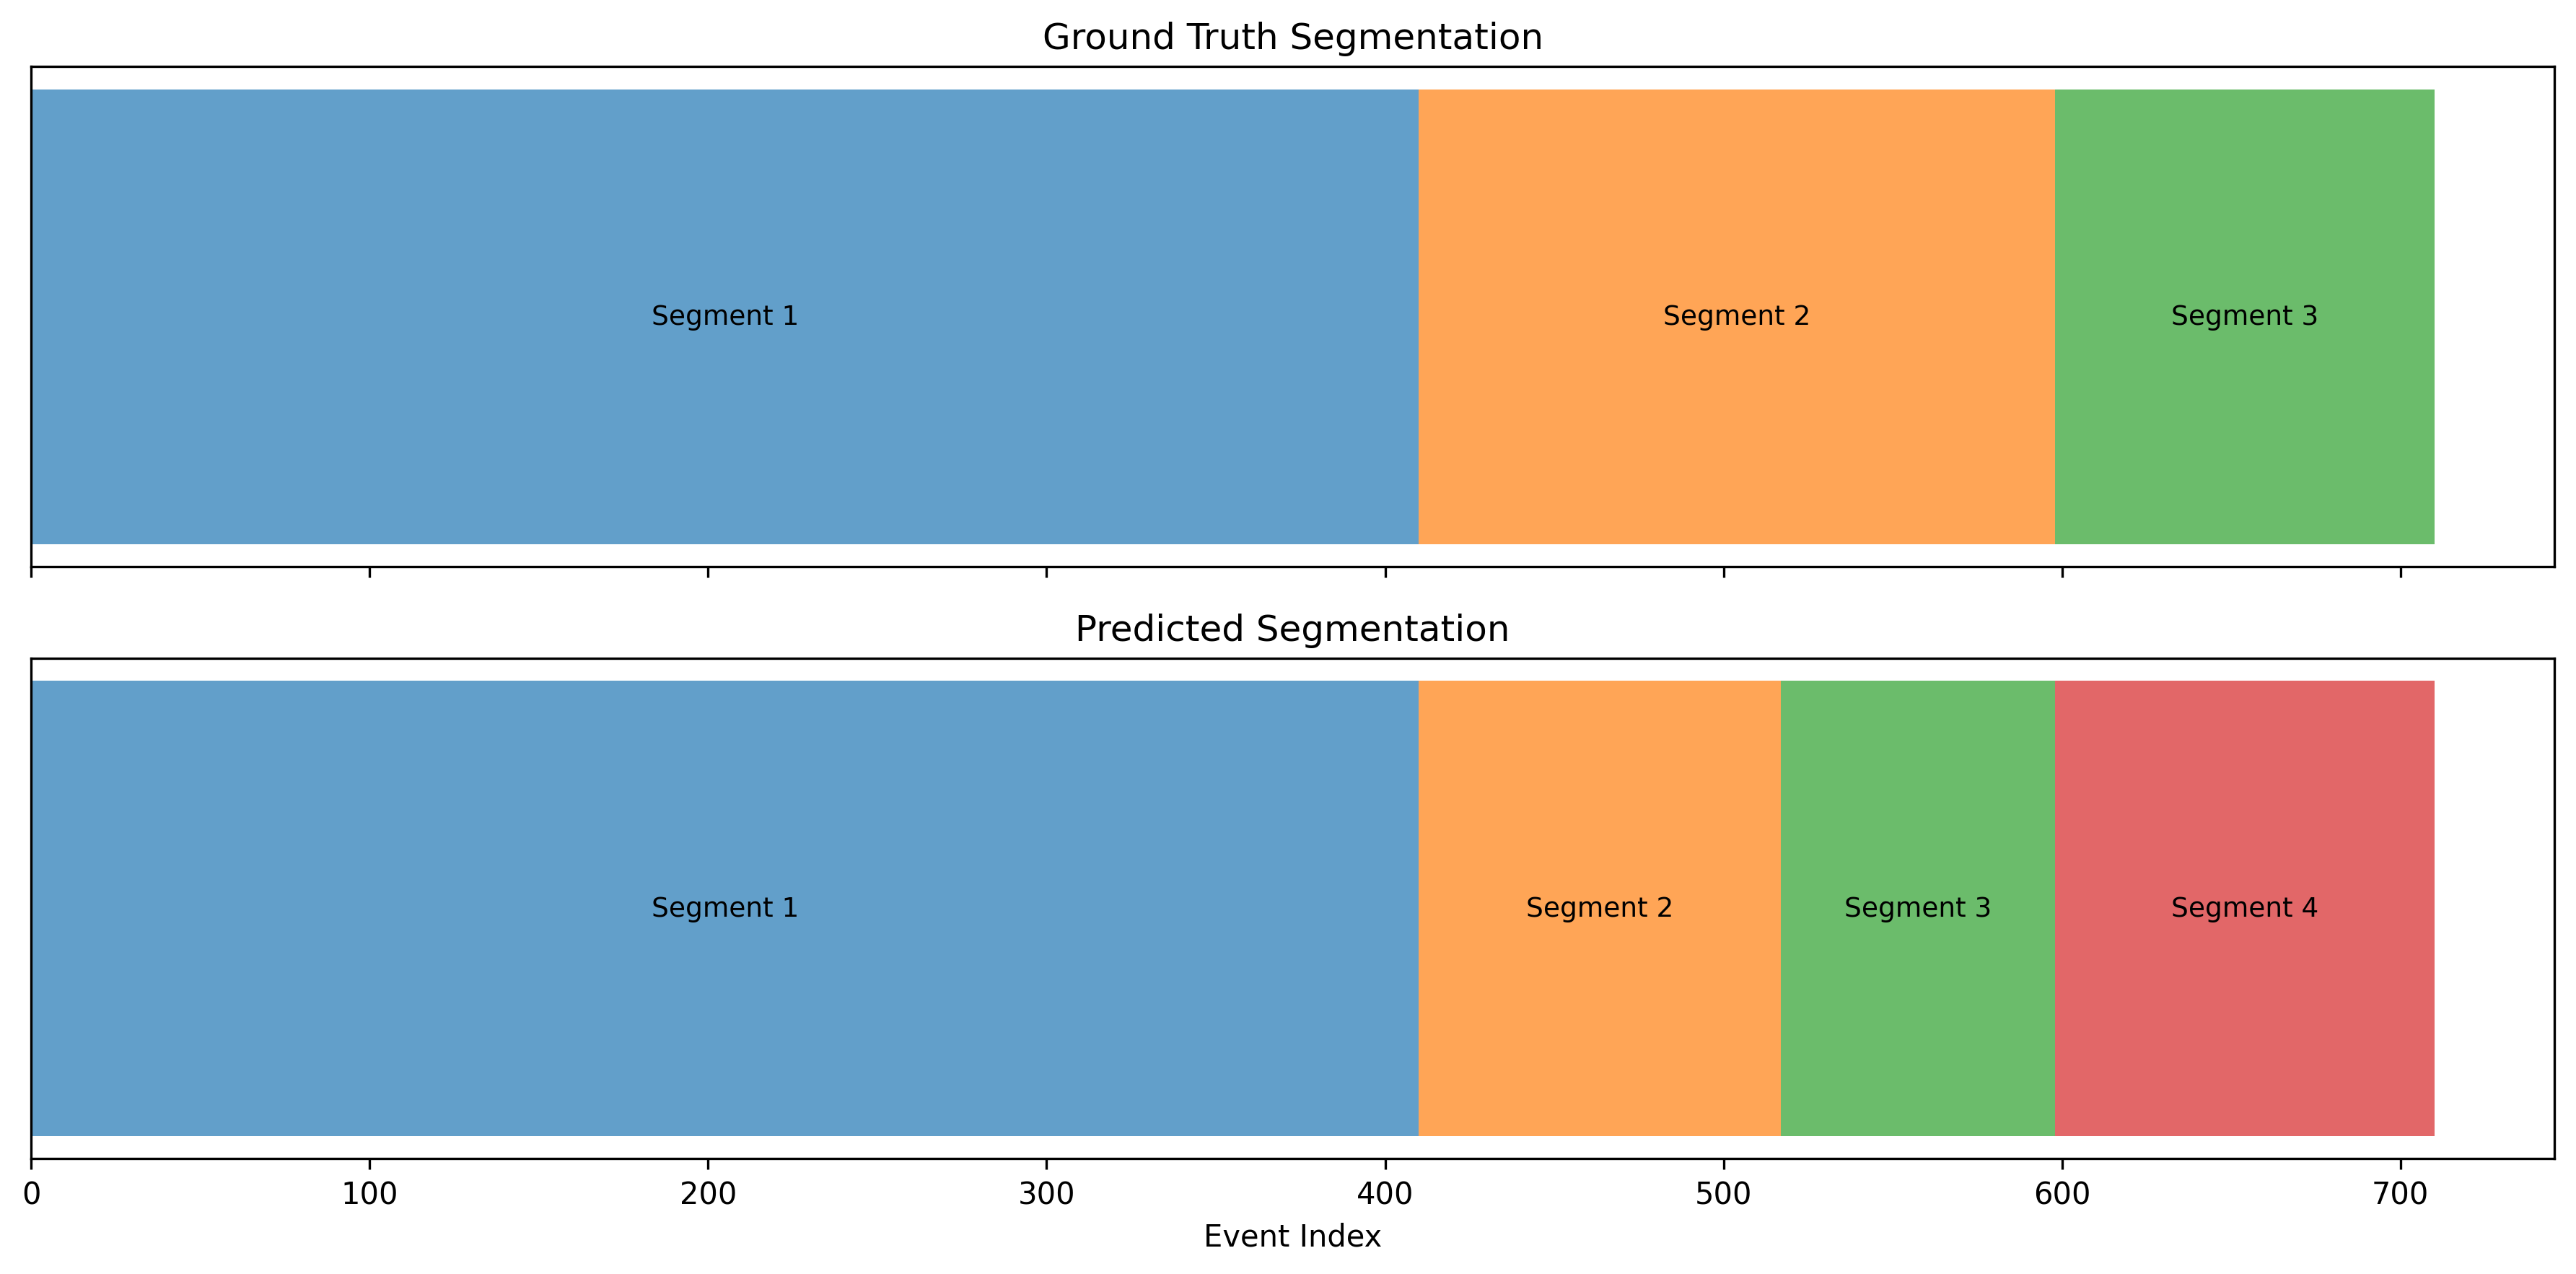 Ground Truth Segmentation
Segment 1 Segment 2 Segment 3
Predicted Segmentation
Segment 1 Segment 2 Segment 3 Segment 4
0 100 200 300 400 500 600 700
Event Index